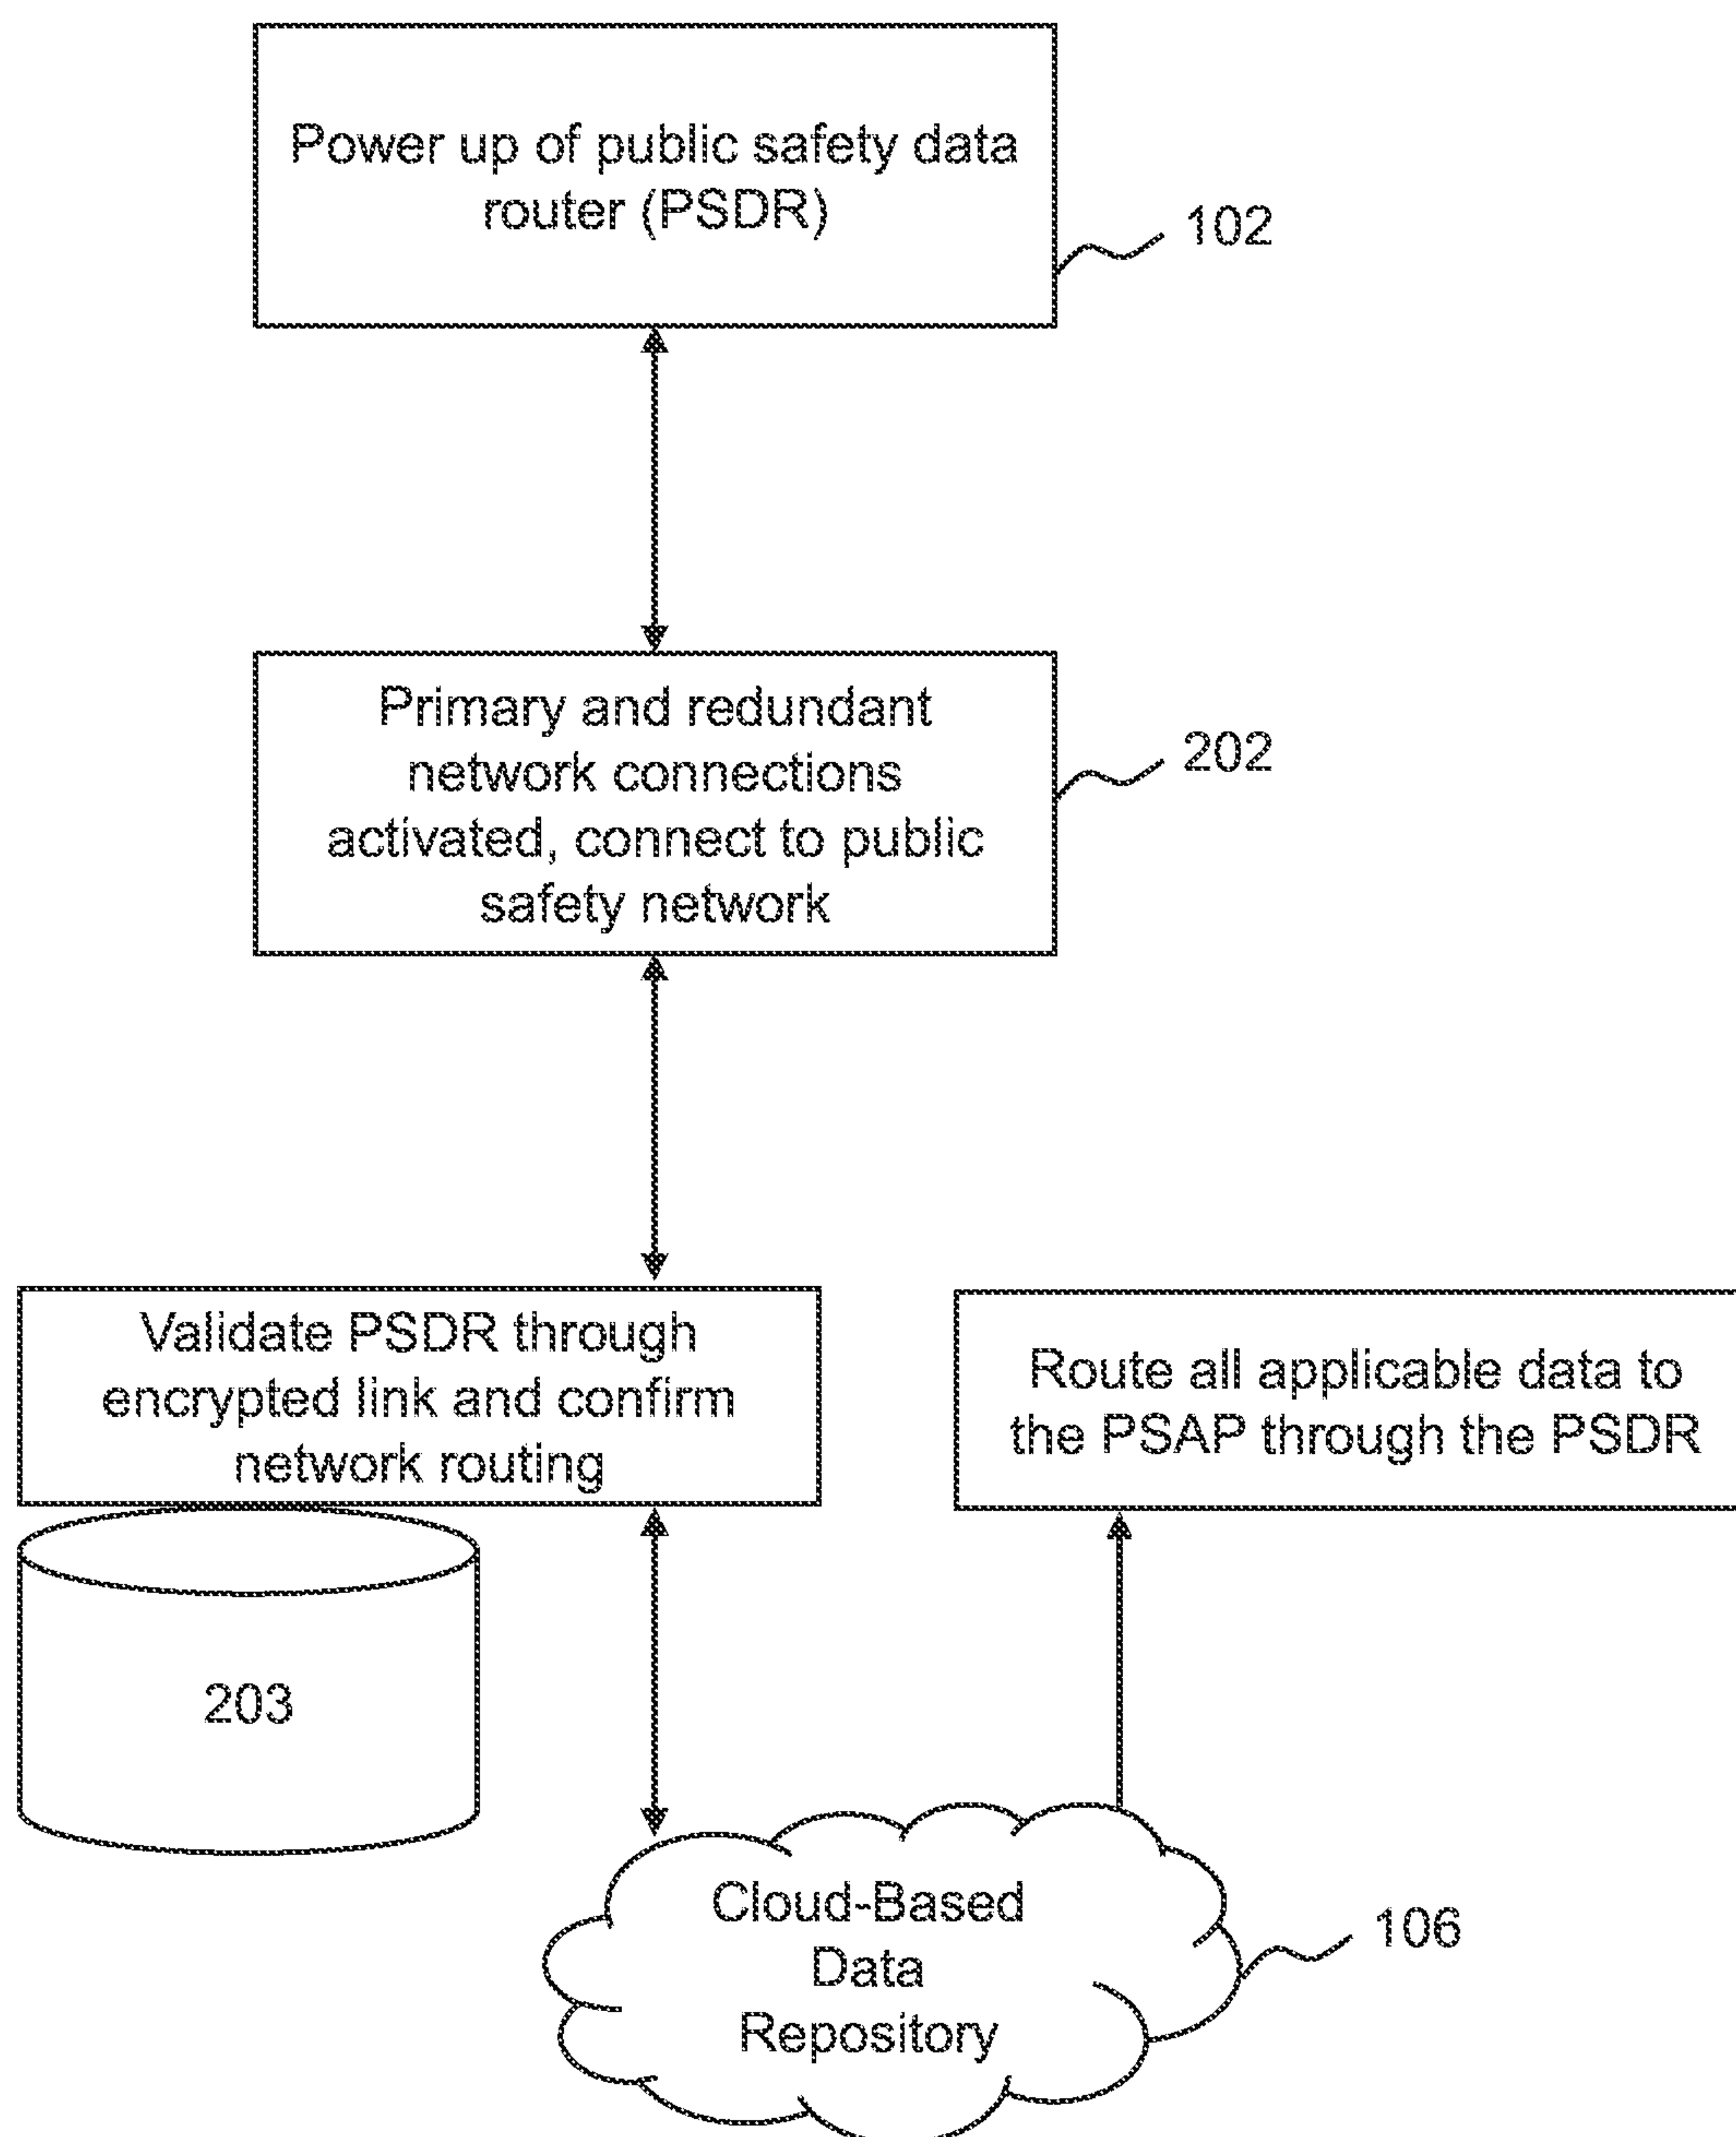 Power up of public safety data
router (PSDR)
102
Primary and redundant
network connections
activated, connect to public
safety network
202
Validate PSDR through
encrypted link and confirm
network routing
Route all applicable data to
the PSAP through the PSDR
203
Cloud-Based
Data
Repository
106